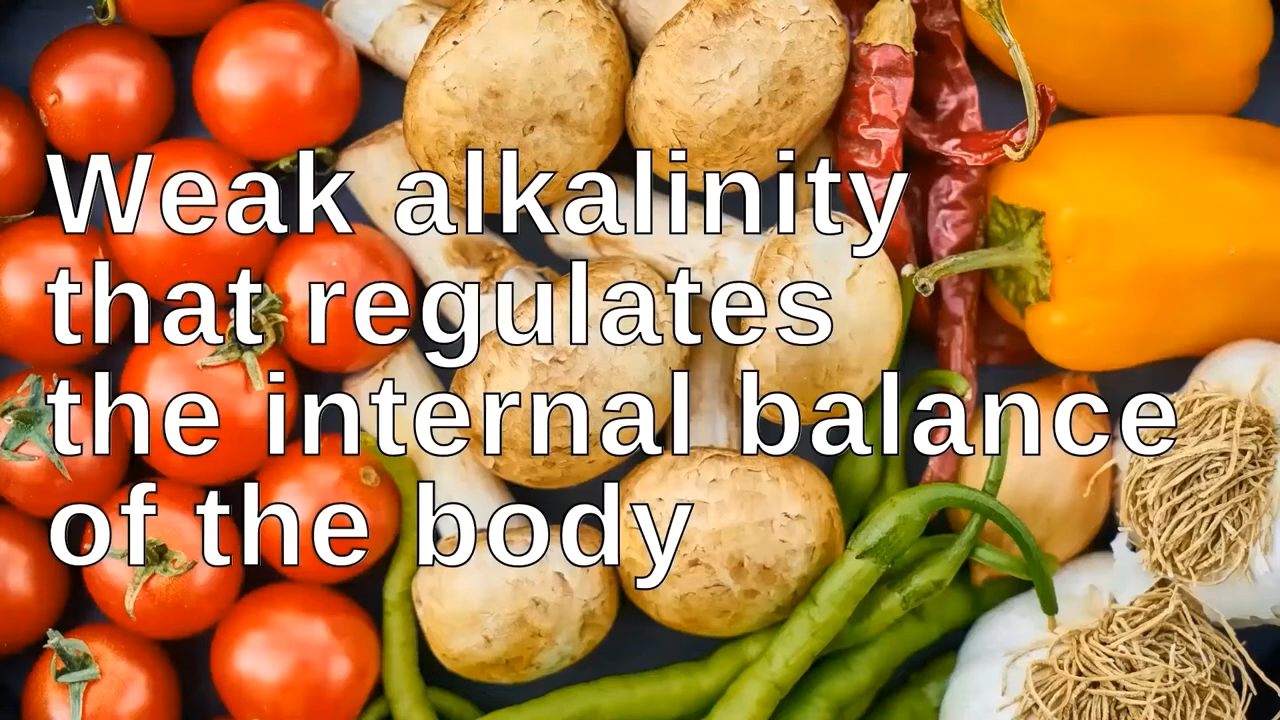 Weak alkalinity
that regulates
the internal balance
of the body